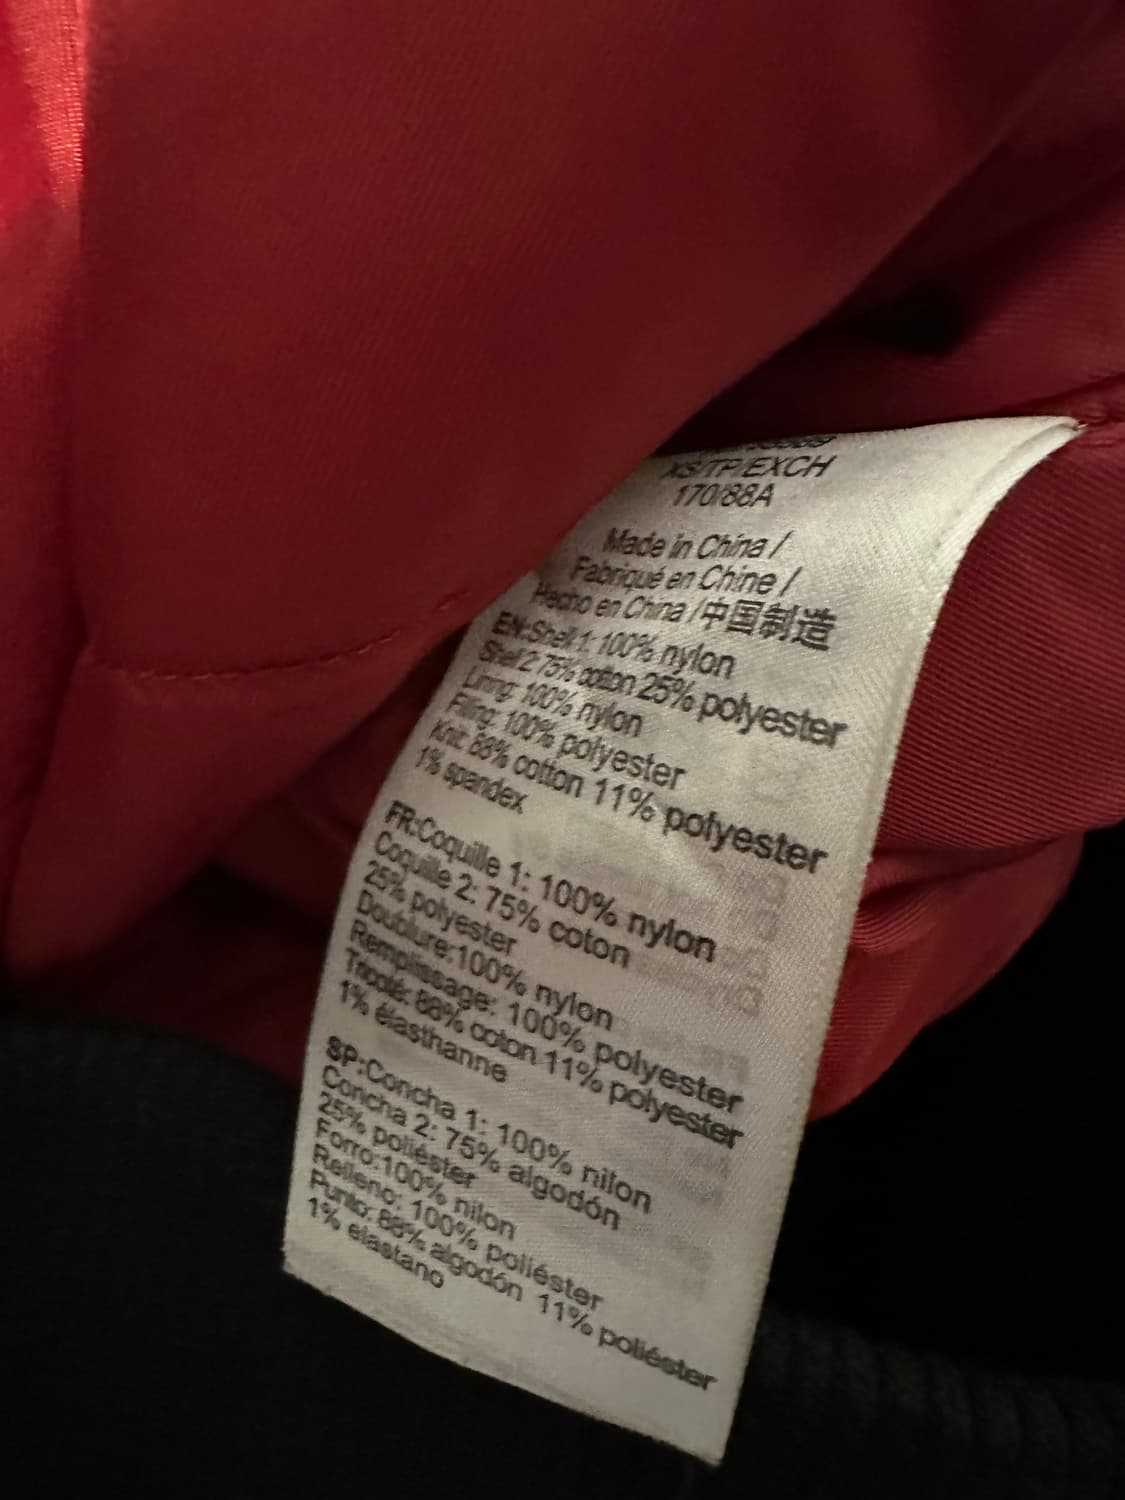 XS/TP/EXCH
170/88A
Made in China /
Fabriqué en Chine /
Hecho en China /中国制造
EN:Shell 1: 100% nylon
Shell 2: 75% cotton 25% polyester
Lining: 100% nylon
Filling: 100% polyester
Knit: 88% cotton 11% polyester
1% spandex
FR:Coquille 1: 100% nylon
Coquille 2: 75% coton
25% polyester
Doublure:100% nylon
Remplissage: 100% polyester
Tricoté: 88% coton 11% polyester
1% élasthanne
SP:Concha 1: 100% nilon
Concha 2: 75% algodón
25% poliéster
Forro:100% nilon
Relleno: 100% poliéster
Punto: 88% algodón 11% poliéster
1% elastano